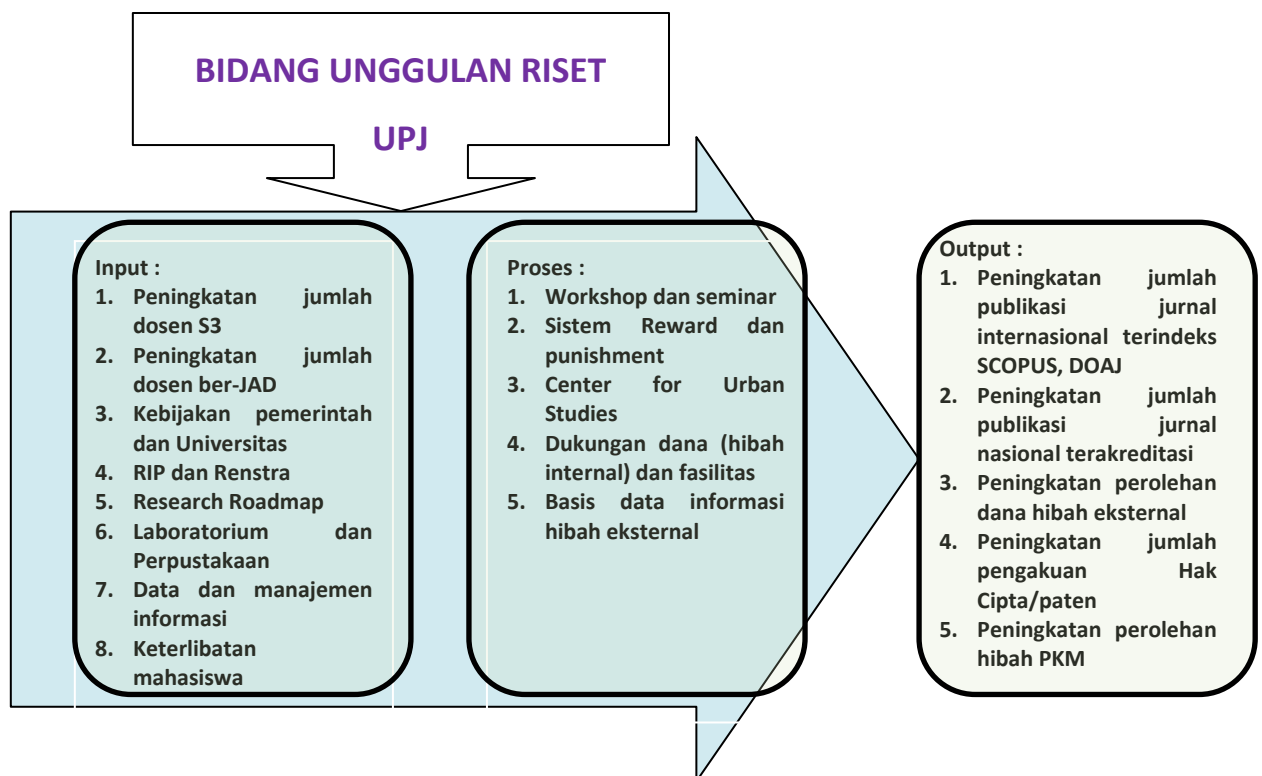 BIDANG UNGGULAN RISET
UPJ
Input :
1. Peningkatan jumlah
dosen S3
2. Peningkatan jumlah
dosen ber-JAD
3. Kebijakan pemerintah
dan Universitas
4. RIP dan Renstra
5. Research Roadmap
6. Laboratorium dan
Perpustakaan
7. Data dan manajemen
informasi
8. Keterlibatan
mahasiswa
Proses :
1. Workshop dan seminar
2. Sistem Reward dan
punishment
3. Center for Urban
Studies
4. Dukungan dana (hibah
internal) dan fasilitas
5. Basis data informasi
hibah eksternal
Output :
1. Peningkatan jumlah
publikasi jurnal
internasional terindeks
SCOPUS, DOAJ
2. Peningkatan jumlah
publikasi jurnal
nasional terakreditasi
3. Peningkatan perolehan
dana hibah eksternal
4. Peningkatan jumlah
pengakuan Hak
Cipta/paten
5. Peningkatan perolehan
hibah PKM